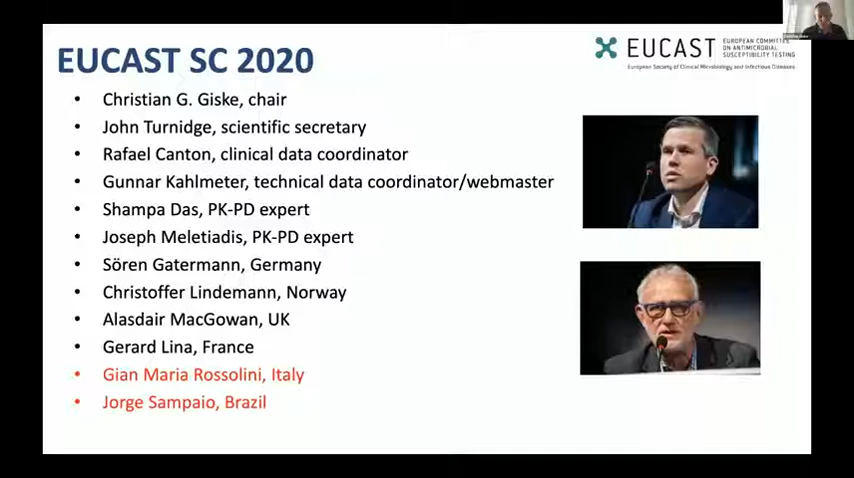 EUCAST SC 2020
EUCAST
EUROPEAN COMMITTEE
ON ANTIMICROBIAL
SUSCEPTIBILITY TESTING
European Society of Clinical Microbiology and Infectious Diseases
• Christian G. Giske, chair
• John Turnidge, scientific secretary
• Rafael Canton, clinical data coordinator
• Gunnar Kahlmeter, technical data coordinator/webmaster
• Shampa Das, PK-PD expert
• Joseph Meletiadis, PK-PD expert
• Sören Gatermann, Germany
• Christoffer Lindemann, Norway
• Alasdair MacGowan, UK
• Gerard Lina, France
• Gian Maria Rossolini, Italy
• Jorge Sampaio, Brazil